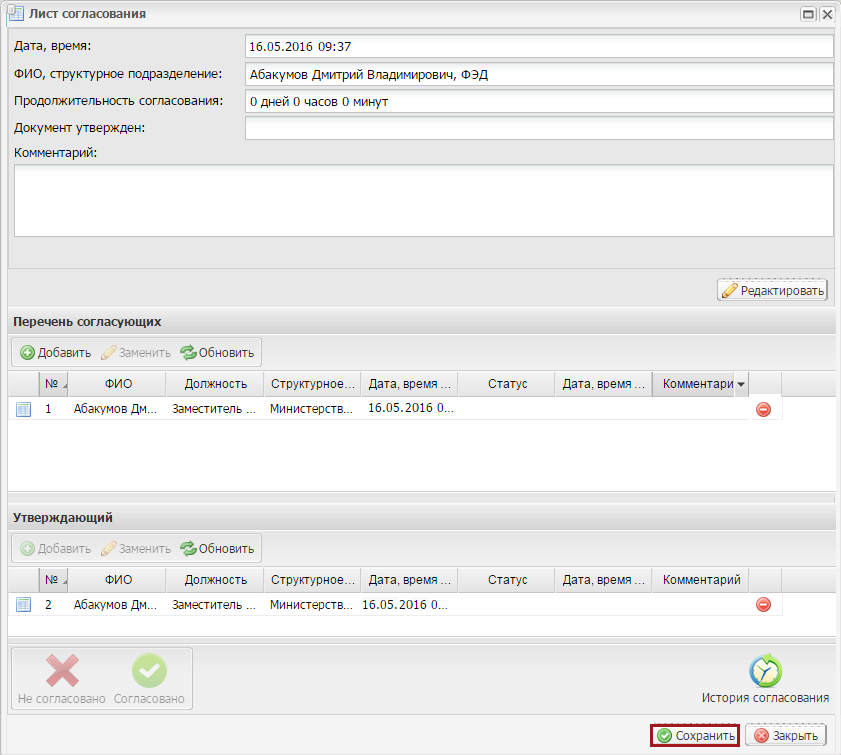 Лист согласования
Дата, время: 16.05.2016 09:37
ФИО, структурное подразделение: Абакумов Дмитрий Владимирович, ФЭД
Продолжительность согласования: 0 дней 0 часов 0 минут
Документ утвержден:
Комментарий:
Редактировать
Перечень согласующих
Добавить Заменить Обновить
№ ФИО Должность Структурное... Дата, время ... Статус Дата, время ... Комментари
1 Абакумов Дм... Заместитель ... Министерств... 16.05.2016 0...
Утверждающий
Добавить Заменить Обновить
№ ФИО Должность Структурное... Дата, время ... Статус Дата, время ... Комментарий
2 Абакумов Дм... Заместитель ... Министерств... 16.05.2016 0...
Не согласовано Согласовано История согласования
Сохранить Закрыть